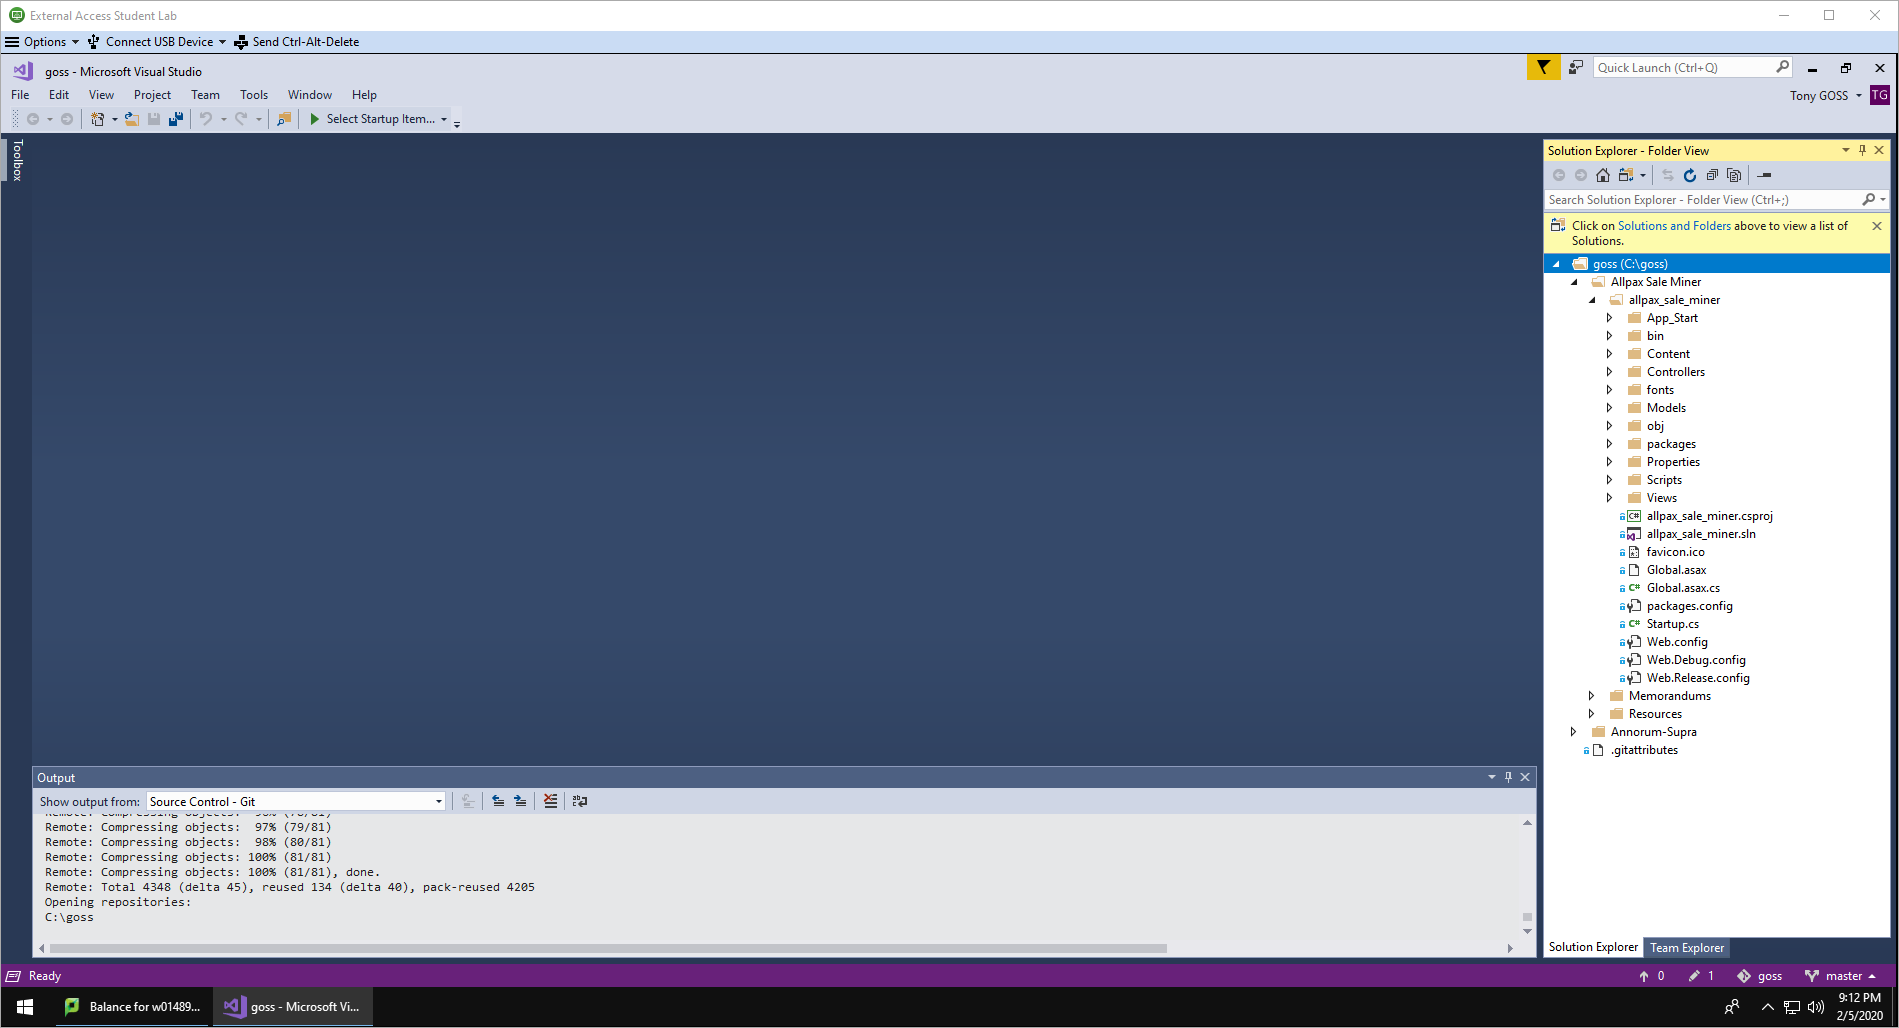 External Access Student Lab
Options Connect USB Device Send Ctrl-Alt-Delete
goss - Microsoft Visual Studio
Quick Launch (Ctrl+Q)
File Edit View Project Team Tools Window Help
Tony GOSS TG
Select Startup Item...
Toolbox
Solution Explorer - Folder View
Search Solution Explorer - Folder View (Ctrl+;)
Click on Solutions and Folders above to view a list of
Solutions.
goss (C:\goss)
Allpax Sale Miner
allpax_sale_miner
App_Start
bin
Content
Controllers
fonts
Models
obj
packages
Properties
Scripts
Views
allpax_sale_miner.csproj
allpax_sale_miner.sln
favicon.ico
Global.asax
Global.asax.cs
packages.config
Startup.cs
Web.config
Web.Debug.config
Web.Release.config
Memorandums
Resources
Annorum-Supra
.gitattributes
Output
Show output from: Source Control - Git
Remote: Compressing objects: (78/81)
Remote: Compressing objects: 97% (79/81)
Remote: Compressing objects: 98% (80/81)
Remote: Compressing objects: 100% (81/81)
Remote: Compressing objects: 100% (81/81), done.
Remote: Total 4348 (delta 45), reused 134 (delta 40), pack-reused 4205
Opening repositories:
C:\goss
Solution Explorer Team Explorer
Ready
0 1 goss master
Balance for w01489... goss - Microsoft Vi...
9:12 PM
2/5/2020